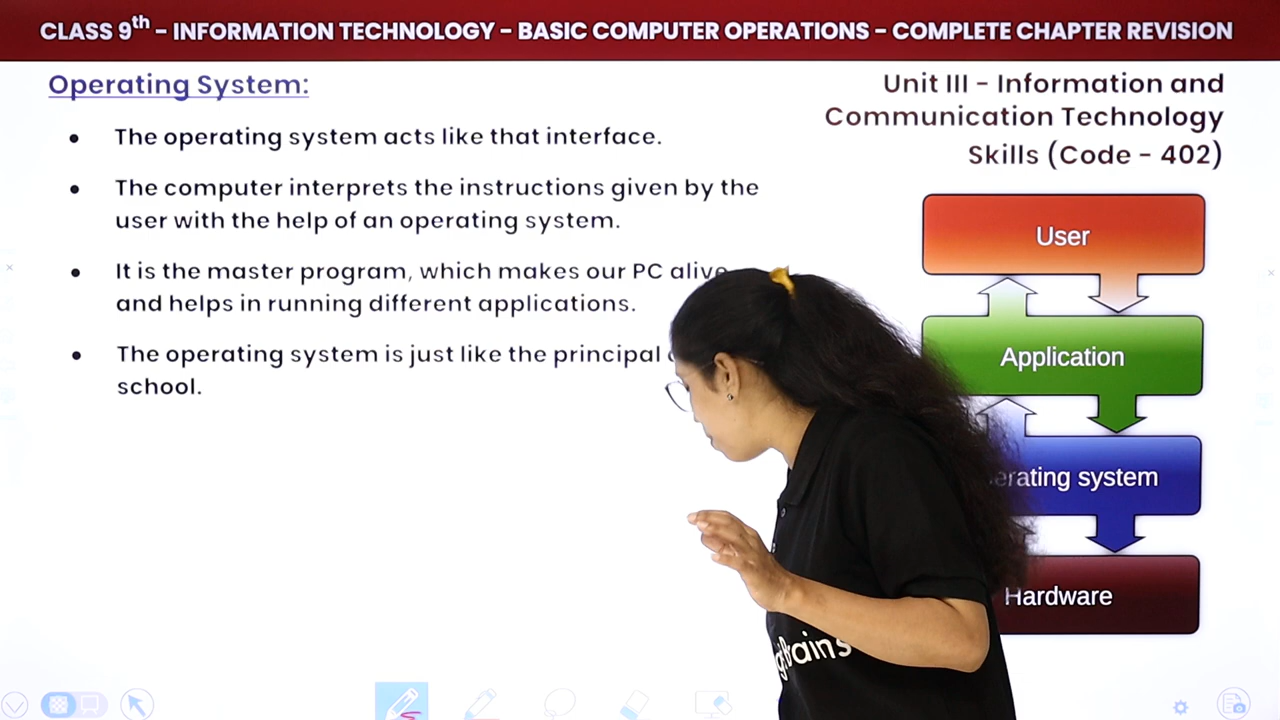 CLASS 9th - INFORMATION TECHNOLOGY - BASIC COMPUTER OPERATIONS - COMPLETE CHAPTER REVISION
Operating System:
• The operating system acts like that interface.
• The computer interprets the instructions given by the
user with the help of an operating system.
• It is the master program, which makes our PC alive
and helps in running different applications.
• The operating system is just like the principal
school.
Unit III - Information and
Communication Technology
Skills (Code - 402)
User
Application
system
Hardware